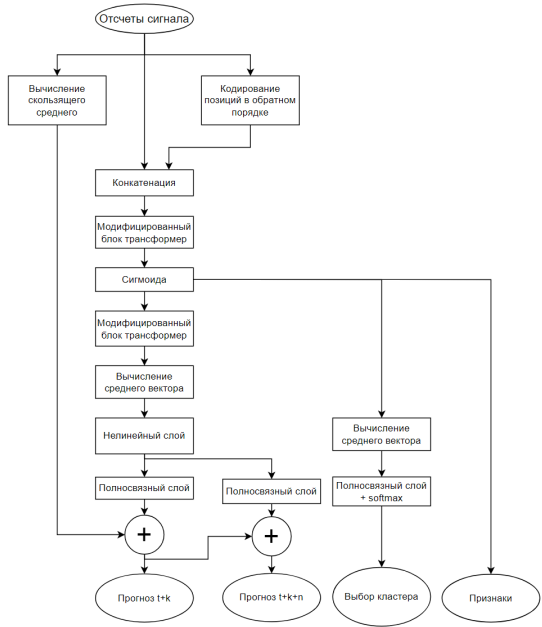 Отсчеты сигнала
Вычисление
скользящего
среднего
Кодирование
позиций в обратном
порядке
Конкатенация
Модифицированный
блок трансформер
Сигмоида
Модифицированный
блок трансформер
Вычисление
среднего вектора
Нелинейный слой
Вычисление
среднего вектора
Полносвязный слой
Полносвязный слой
Полносвязный слой
+ softmax
+
+
Прогноз t+k
Прогноз t+k+n
Выбор кластера
Признаки